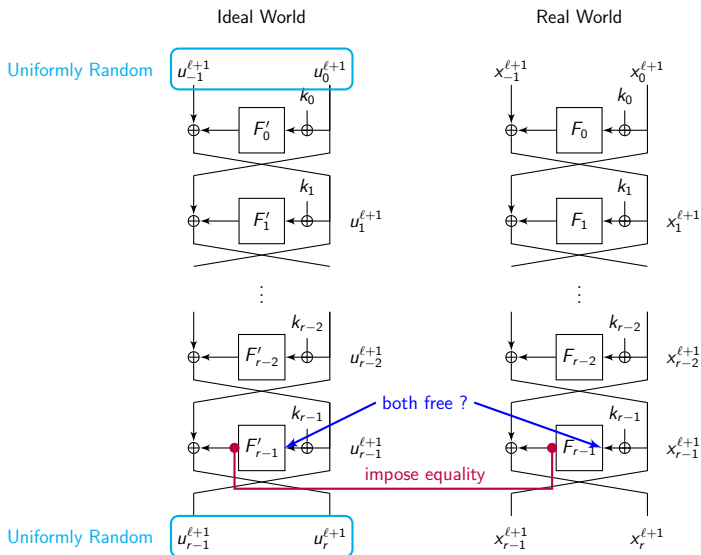 Ideal World Real World
Uniformly Random u_{-1}^{ℓ+1} u_0^{ℓ+1} x_{-1}^{ℓ+1} x_0^{ℓ+1}
k_0 k_0
F'_0 F_0
k_1 k_1
F'_1 u_1^{ℓ+1} F_1 x_1^{ℓ+1}
⋮ ⋮
k_{r−2} k_{r−2}
F'_{r−2} u_{r−2}^{ℓ+1} F_{r−2} x_{r−2}^{ℓ+1}
both free ?
k_{r−1} k_{r−1}
F'_{r−1} u_{r−1}^{ℓ+1} F_{r−1} x_{r−1}^{ℓ+1}
impose equality
Uniformly Random u_{r−1}^{ℓ+1} u_r^{ℓ+1} x_{r−1}^{ℓ+1} x_r^{ℓ+1}